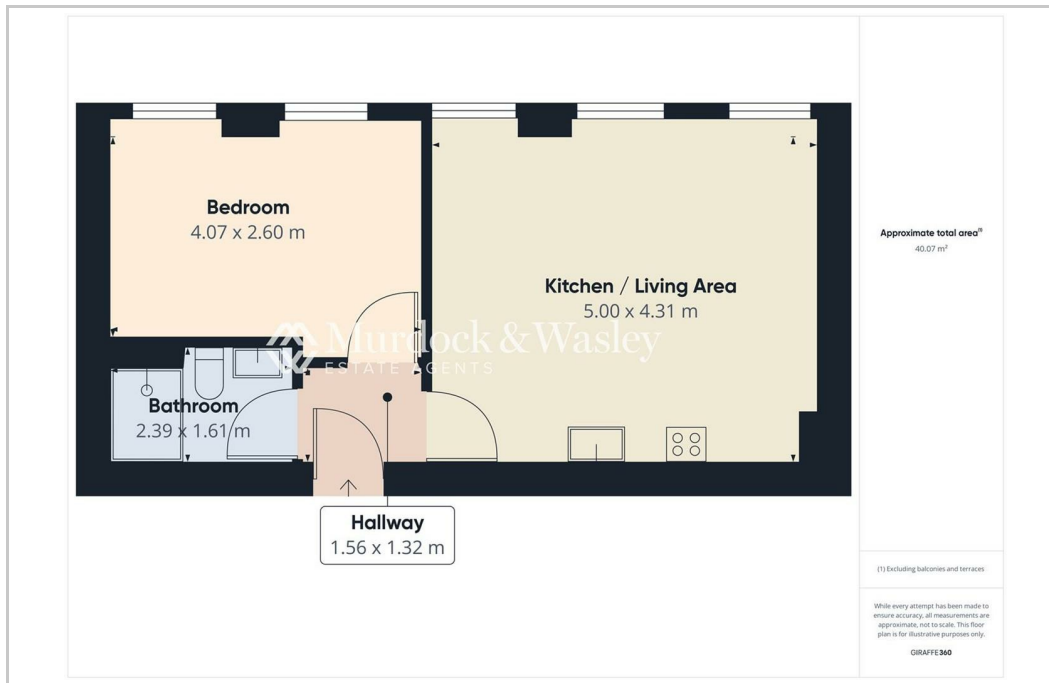 Bedroom
4.07 x 2.60 m
Kitchen / Living Area
5.00 x 4.31 m
Murdock & Wasley
ESTATE AGENTS
Bathroom
2.39 x 1.61 m
Hallway
1.56 x 1.32 m
Approximate total area(1)
40.07 m²
(1) Excluding balconies and terraces
While every attempt has been made to
ensure accuracy, all measurements are
approximate, not to scale. This floor
plan is for illustrative purposes only.
GIRAFFE360